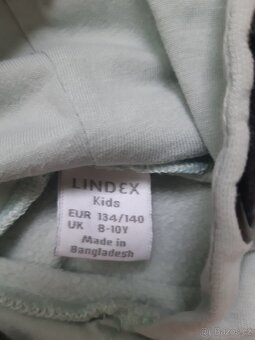 LINDEX
Kids
EUR 134/140
UK 8-10Y
Made in
Bangladesh